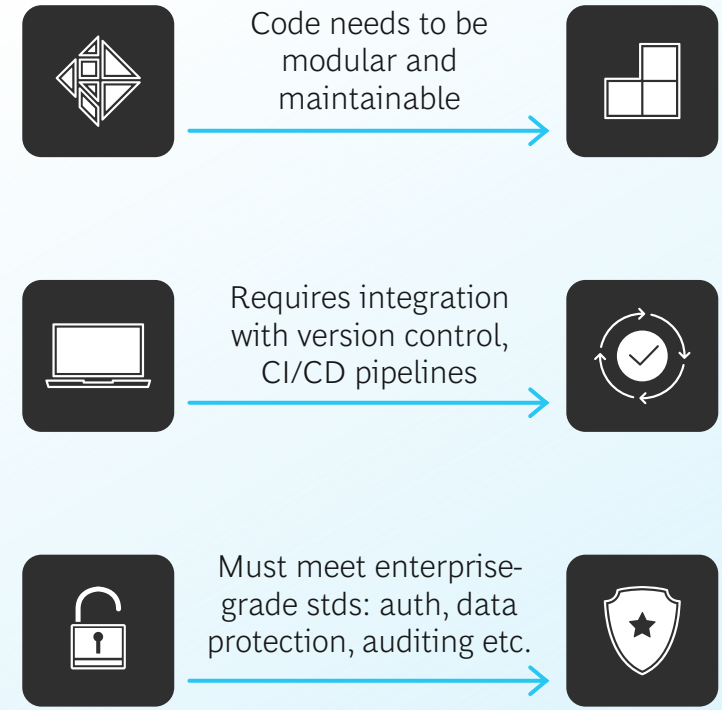 Code needs to be
modular and
maintainable
Requires integration
with version control,
CI/CD pipelines
Must meet enterprise-
grade stds: auth, data
protection, auditing etc.